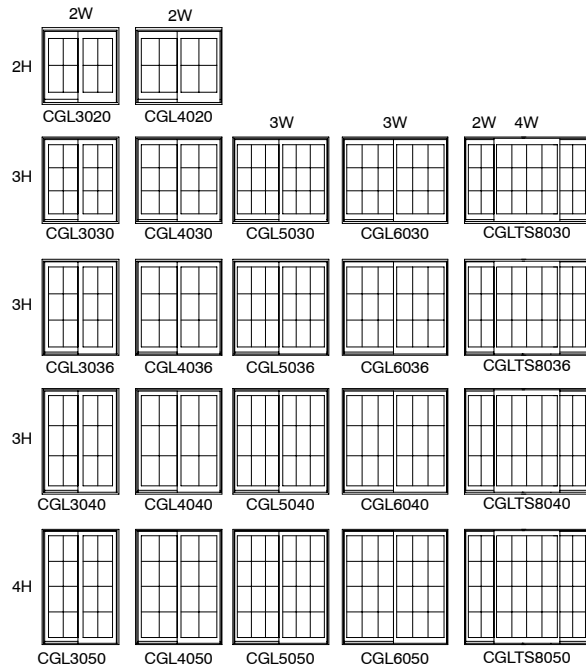 2W 2W
2H
CGL3020 CGL4020
3W 3W 2W 4W
3H
CGL3030 CGL4030 CGL5030 CGL6030 CGLTS8030
3H
CGL3036 CGL4036 CGL5036 CGL6036 CGLTS8036
3H
CGL3040 CGL4040 CGL5040 CGL6040 CGLTS8040
4H
CGL3050 CGL4050 CGL5050 CGL6050 CGLTS8050